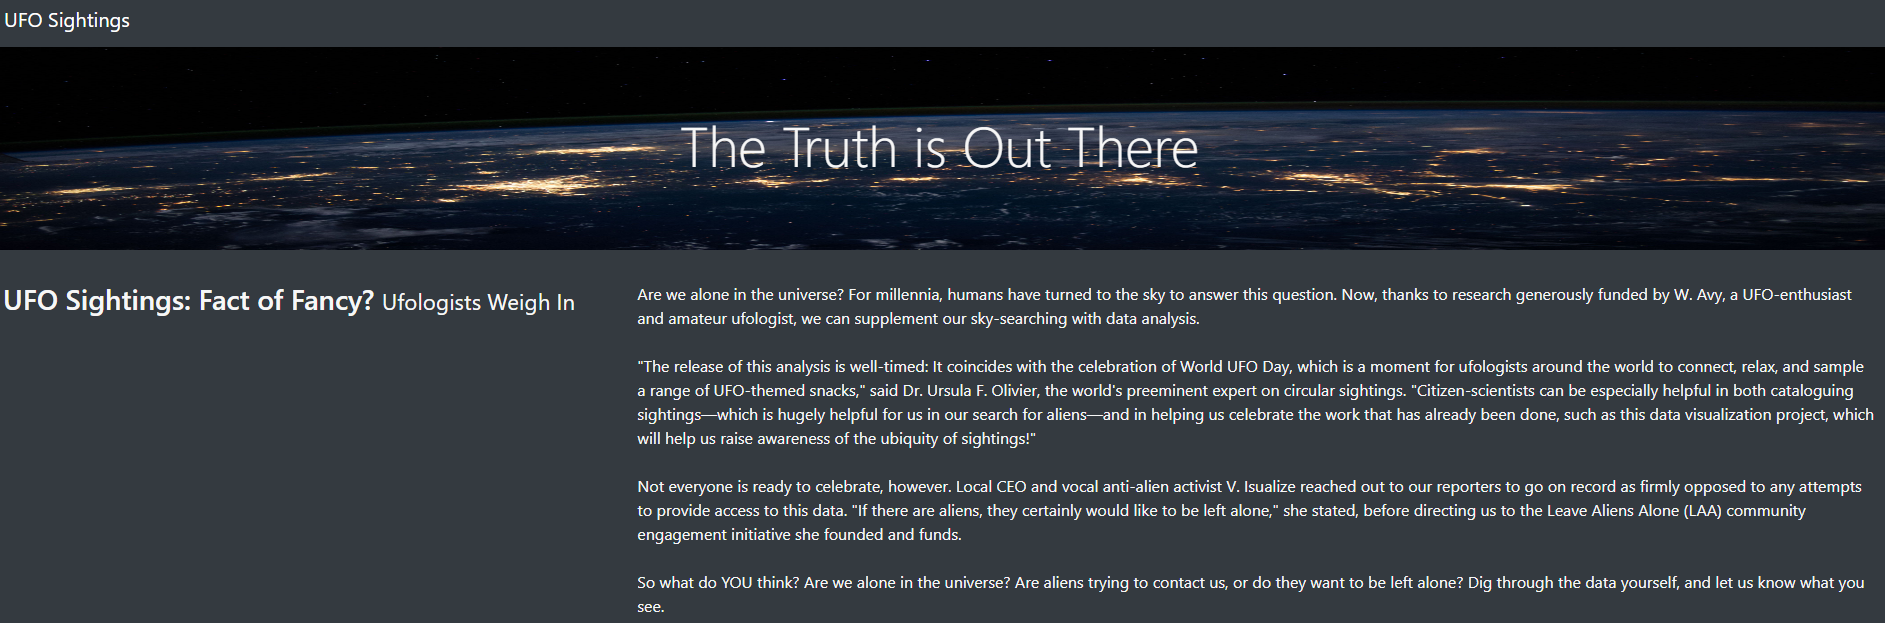 UFO Sightings
The Truth is Out There
UFO Sightings: Fact of Fancy? Ufologists Weigh In
Are we alone in the universe? For millennia, humans have turned to the sky to answer this question. Now, thanks to research generously funded by W. Avy, a UFO-enthusiast
and amateur ufologist, we can supplement our sky-searching with data analysis.
"The release of this analysis is well-timed: It coincides with the celebration of World UFO Day, which is a moment for ufologists around the world to connect, relax, and sample
a range of UFO-themed snacks," said Dr. Ursula F. Olivier, the world's preeminent expert on circular sightings. "Citizen-scientists can be especially helpful in both cataloguing
sightings—which is hugely helpful for us in our search for aliens—and in helping us celebrate the work that has already been done, such as this data visualization project, which
will help us raise awareness of the ubiquity of sightings!"
Not everyone is ready to celebrate, however. Local CEO and vocal anti-alien activist V. Isualize reached out to our reporters to go on record as firmly opposed to any attempts
to provide access to this data. "If there are aliens, they certainly would like to be left alone," she stated, before directing us to the Leave Aliens Alone (LAA) community
engagement initiative she founded and funds.
So what do YOU think? Are we alone in the universe? Are aliens trying to contact us, or do they want to be left alone? Dig through the data yourself, and let us know what you
see.